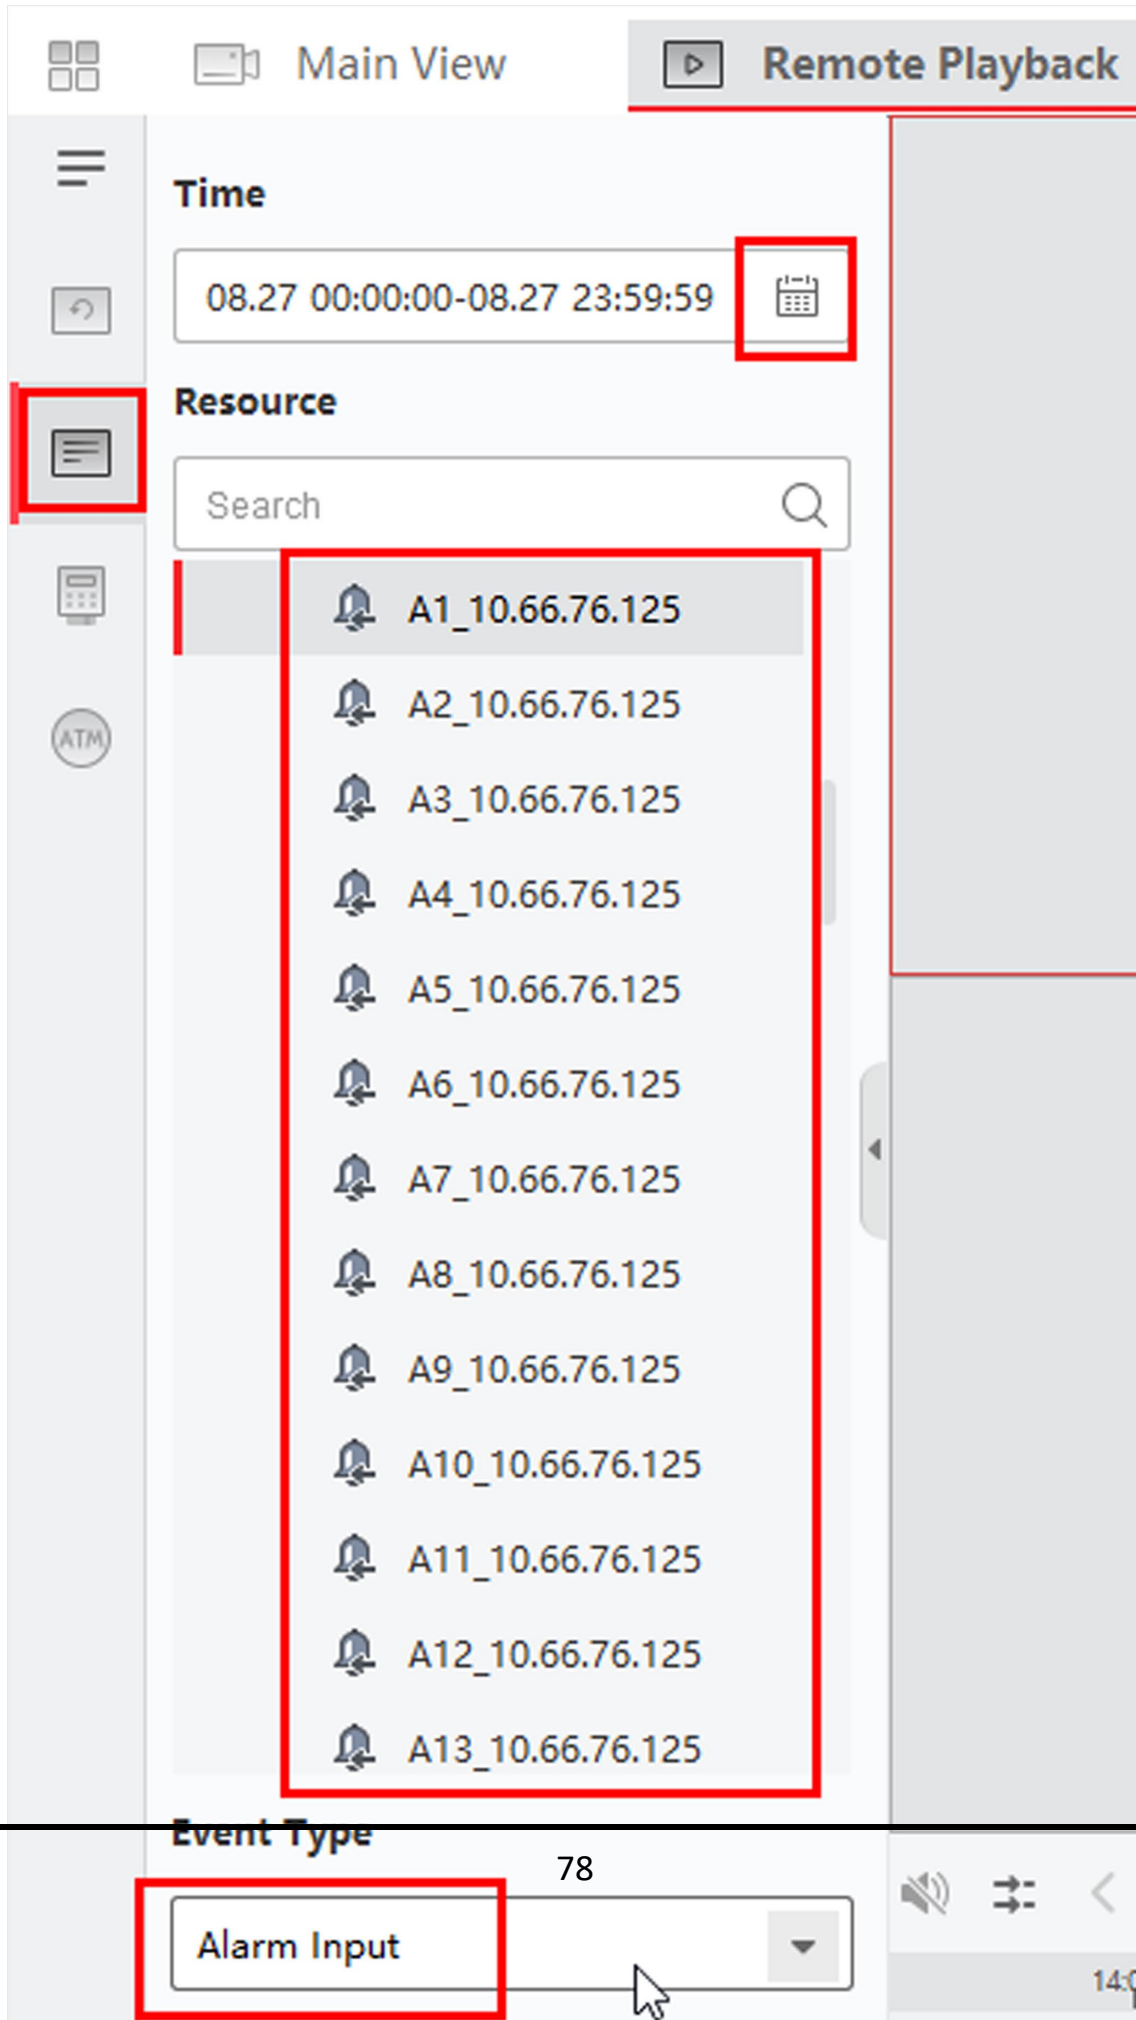 Main View
Remote Playback
Time
08.27 00:00:00-08.27 23:59:59
Resource
Search
A1_10.66.76.125
A2_10.66.76.125
A3_10.66.76.125
A4_10.66.76.125
A5_10.66.76.125
A6_10.66.76.125
A7_10.66.76.125
A8_10.66.76.125
A9_10.66.76.125
A10_10.66.76.125
A11_10.66.76.125
A12_10.66.76.125
A13_10.66.76.125
ATM
Event Type
78
Alarm Input